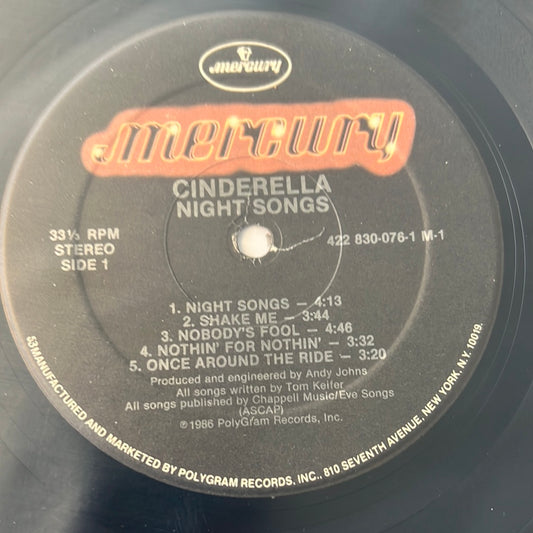 mercury
mercury
CINDERELLA
NIGHT SONGS
33⅓ RPM
STEREO
SIDE 1
422 830-076-1 M-1
1. NIGHT SONGS – 4:13
2. SHAKE ME – 3:44
3. NOBODY'S FOOL – 4:46
4. NOTHIN' FOR NOTHIN' – 3:32
5. ONCE AROUND THE RIDE – 3:20
Produced and engineered by Andy Johns
All songs written by Tom Keifer
All songs published by Chappell Music/Eve Songs
(ASCAP)
℗ 1986 PolyGram Records, Inc.
53 MANUFACTURED AND MARKETED BY POLYGRAM RECORDS, INC., 810 SEVENTH AVENUE, NEW YORK, N.Y. 10019.